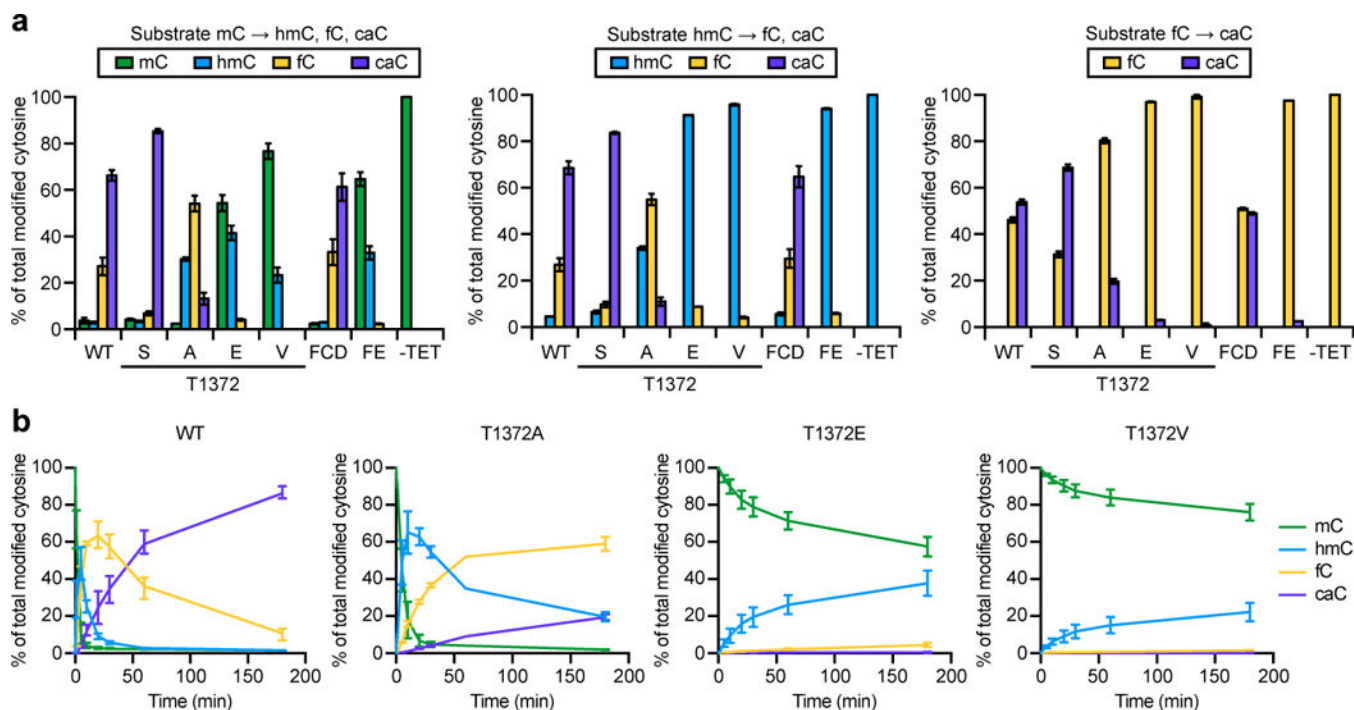 a
Substrate mC → hmC, fC, caC
mC hmC fC caC
% of total modified cytosine
100
80
60
40
20
0
WT S A E V FCD FE -TET
T1372
Substrate hmC → fC, caC
hmC fC caC
% of total modified cytosine
100
80
60
40
20
0
WT S A E V FCD FE -TET
T1372
Substrate fC → caC
fC caC
% of total modified cytosine
100
80
60
40
20
0
WT S A E V FCD FE -TET
T1372
b
WT
% of total modified cytosine
100
80
60
40
20
0
0 50 100 150 200
Time (min)
T1372A
% of total modified cytosine
100
80
60
40
20
0
0 50 100 150 200
Time (min)
T1372E
% of total modified cytosine
100
80
60
40
20
0
0 50 100 150 200
Time (min)
T1372V
% of total modified cytosine
100
80
60
40
20
0
0 50 100 150 200
Time (min)
mC
hmC
fC
caC